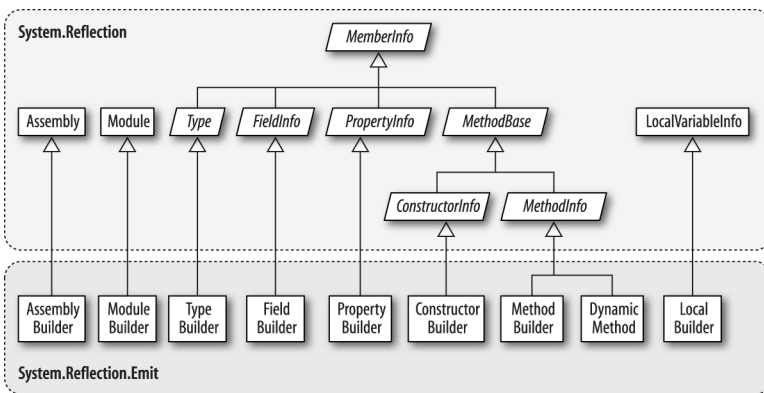 System.Reflection
MemberInfo
Assembly
Module
Type
FieldInfo
PropertyInfo
MethodBase
LocalVariableInfo
ConstructorInfo
MethodInfo
Assembly
Builder
Module
Builder
Type
Builder
Field
Builder
Property
Builder
Constructor
Builder
Method
Builder
Dynamic
Method
Local
Builder
System.Reflection.Emit